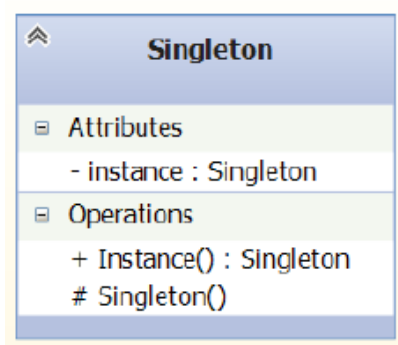 Singleton
Attributes
- instance : Singleton
Operations
+ Instance() : Singleton
# Singleton()